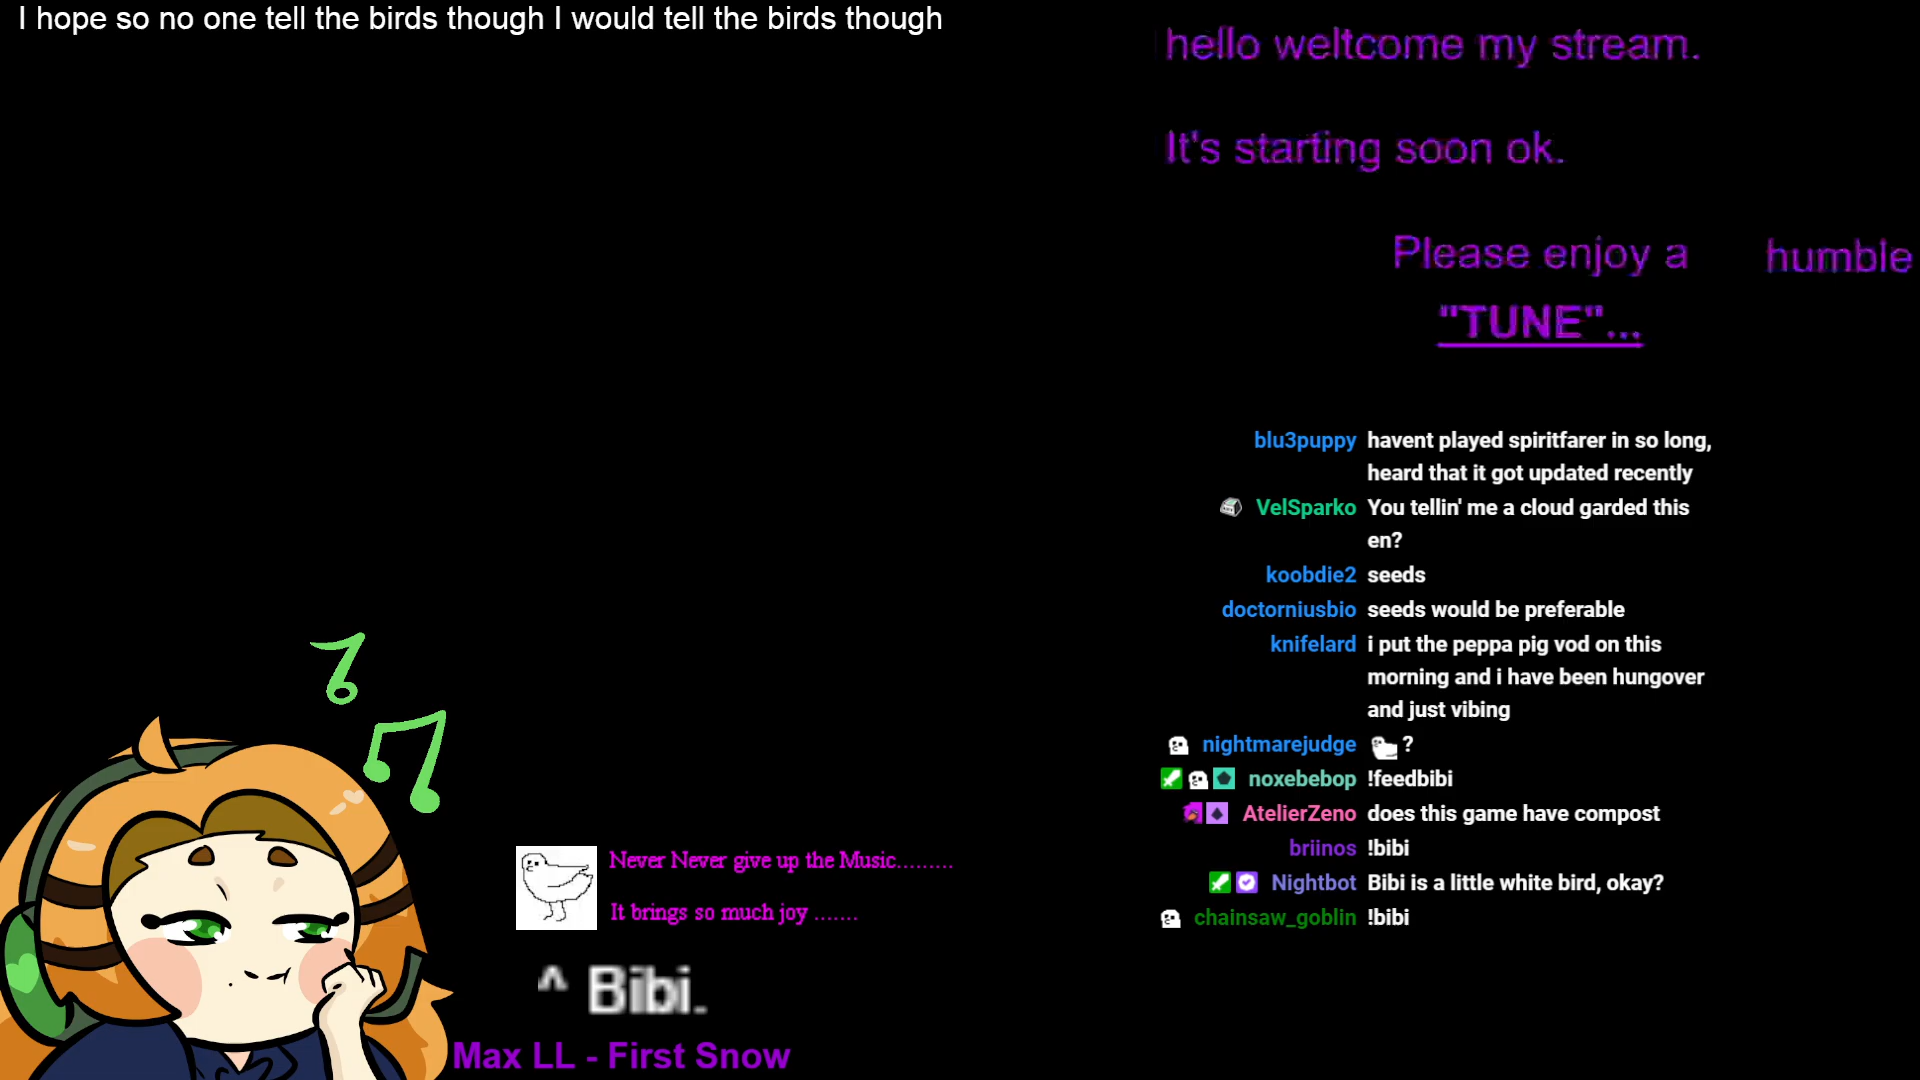 I hope so no one tell the birds though I would tell the birds though
hello weltcome my stream.
It's starting soon ok.
Please enjoy a humble
"TUNE"...
blu3puppy havent played spiritfarer in so long,
heard that it got updated recently
VelSparko You tellin' me a cloud garded this
en?
koobdie2 seeds
doctorniusbio seeds would be preferable
knifelard i put the peppa pig vod on this
morning and i have been hungover
and just vibing
nightmarejudge ?
noxebebop !feedbibi
AtelierZeno does this game have compost
briinos !bibi
Nightbot Bibi is a little white bird, okay?
chainsaw_goblin !bibi
Never Never give up the Music.........
It brings so much joy .......
^ Bibi.
Max LL - First Snow